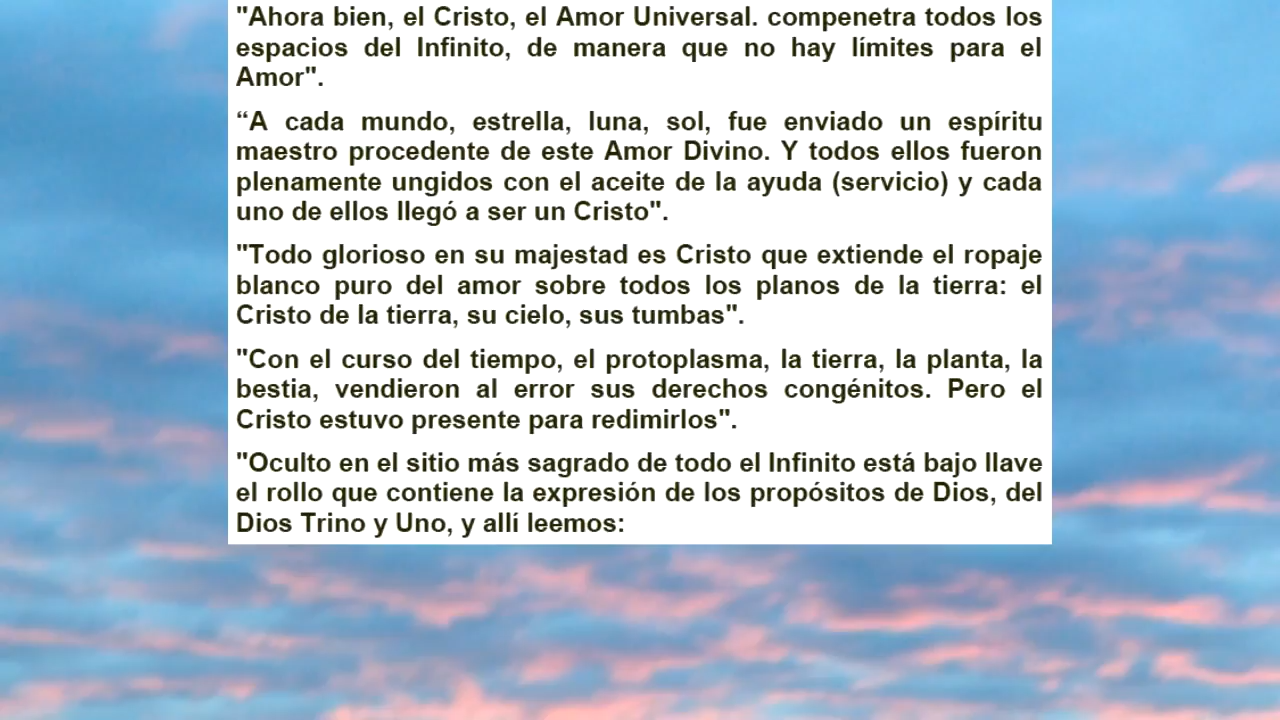 "Ahora bien, el Cristo, el Amor Universal. compenetra todos los
espacios del Infinito, de manera que no hay límites para el
Amor".
“A cada mundo, estrella, luna, sol, fue enviado un espíritu
maestro procedente de este Amor Divino. Y todos ellos fueron
plenamente ungidos con el aceite de la ayuda (servicio) y cada
uno de ellos llegó a ser un Cristo".
"Todo glorioso en su majestad es Cristo que extiende el ropaje
blanco puro del amor sobre todos los planos de la tierra: el
Cristo de la tierra, su cielo, sus tumbas".
"Con el curso del tiempo, el protoplasma, la tierra, la planta, la
bestia, vendieron al error sus derechos congénitos. Pero el
Cristo estuvo presente para redimirlos".
"Oculto en el sitio más sagrado de todo el Infinito está bajo llave
el rollo que contiene la expresión de los propósitos de Dios, del
Dios Trino y Uno, y allí leemos: